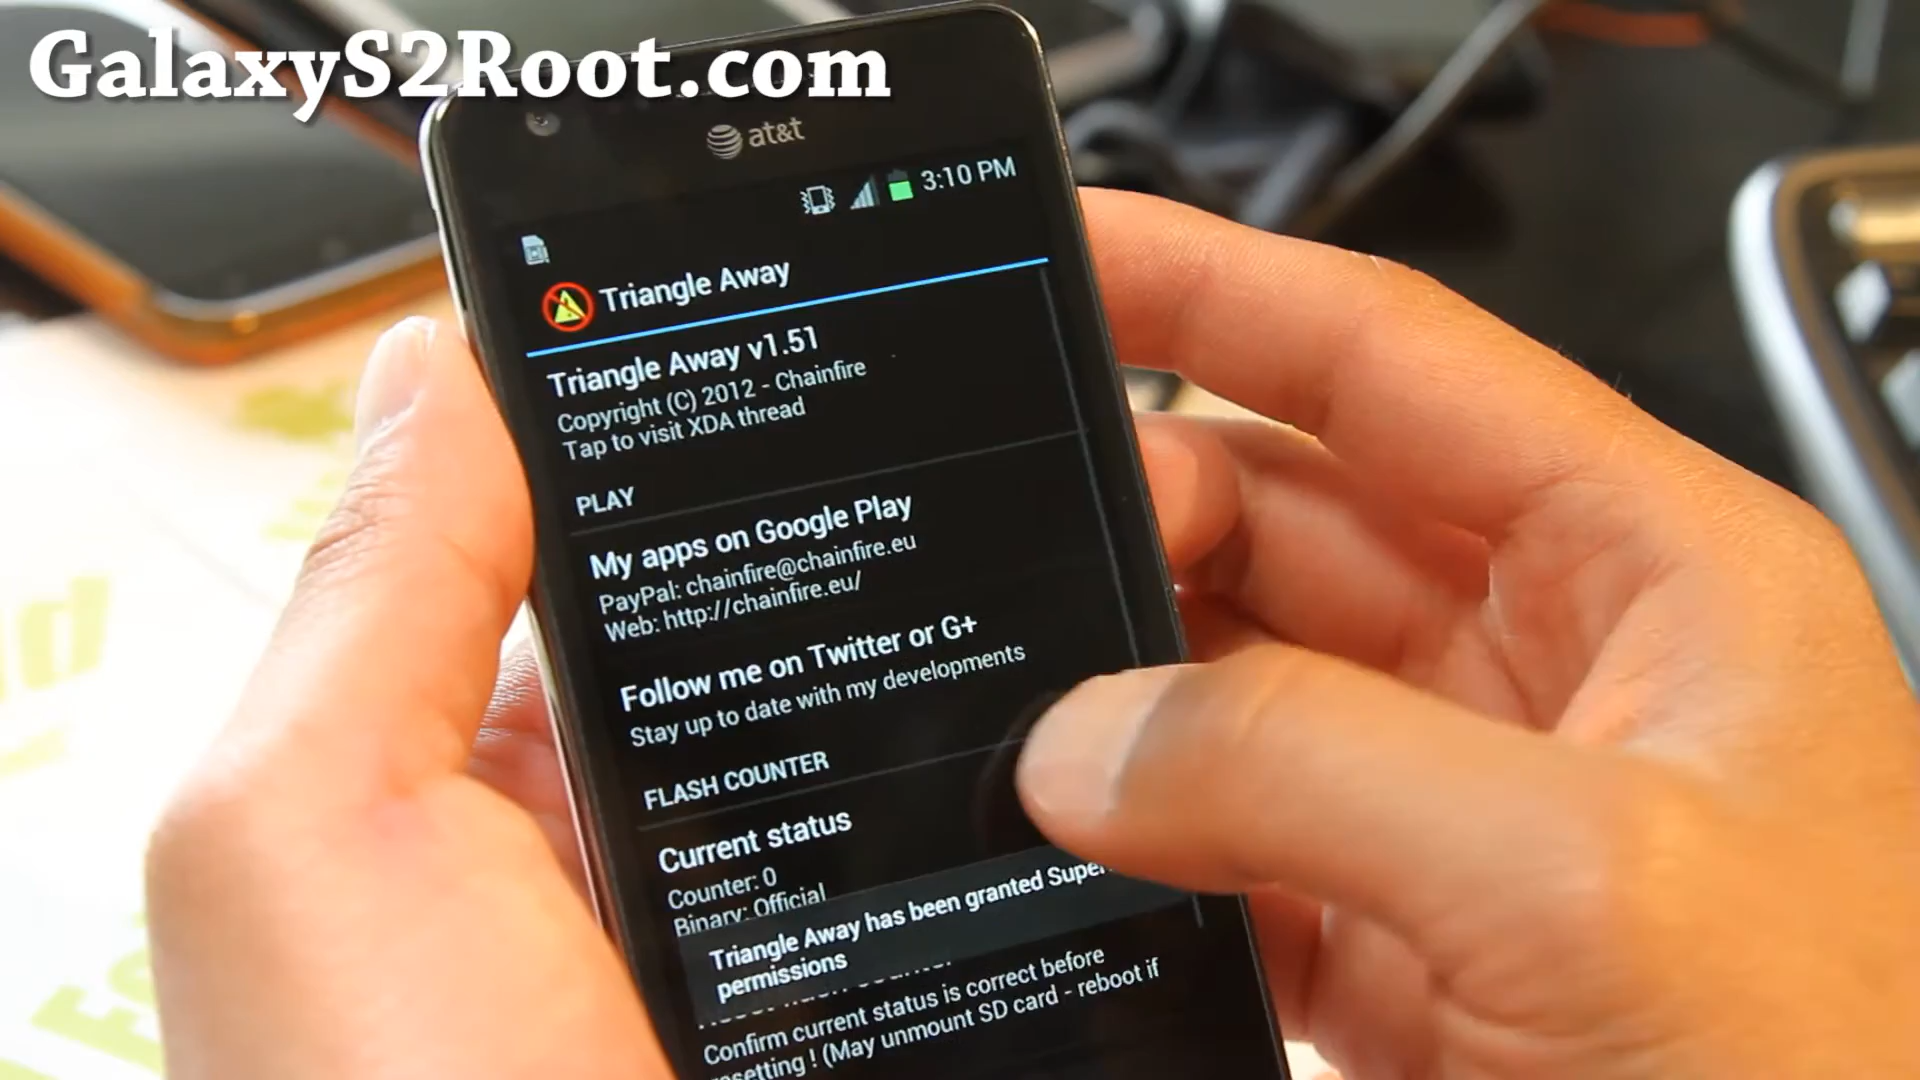 GalaxyS2Root.com
at&t
3:10 PM
Triangle Away
Triangle Away v1.51
Copyright (C) 2012 - Chainfire
Tap to visit XDA thread
PLAY
My apps on Google Play
PayPal: chainfire@chainfire.eu
Web: http://chainfire.eu/
Follow me on Twitter or G+
Stay up to date with my developments
FLASH COUNTER
Current status
Counter: 0
Binary: Official
Triangle Away has been granted Super
permissions
Confirm current status is correct before
resetting ! (May unmount SD card - reboot if